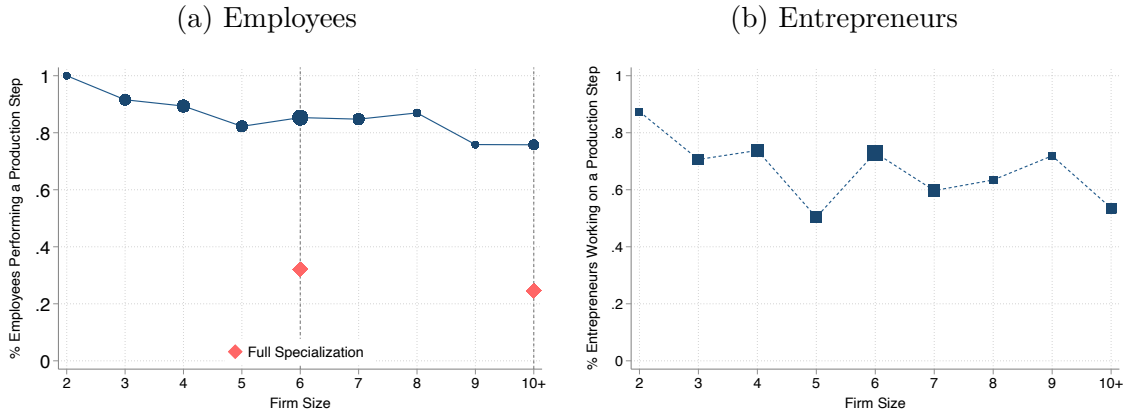 (a) Employees
% Employees Performing a Production Step
1
.8
.6
.4
.2
0
Full Specialization
2 3 4 5 6 7 8 9 10+
Firm Size
(b) Entrepreneurs
% Entrepreneurs Working on a Production Step
1
.8
.6
.4
.2
0
2 3 4 5 6 7 8 9 10+
Firm Size